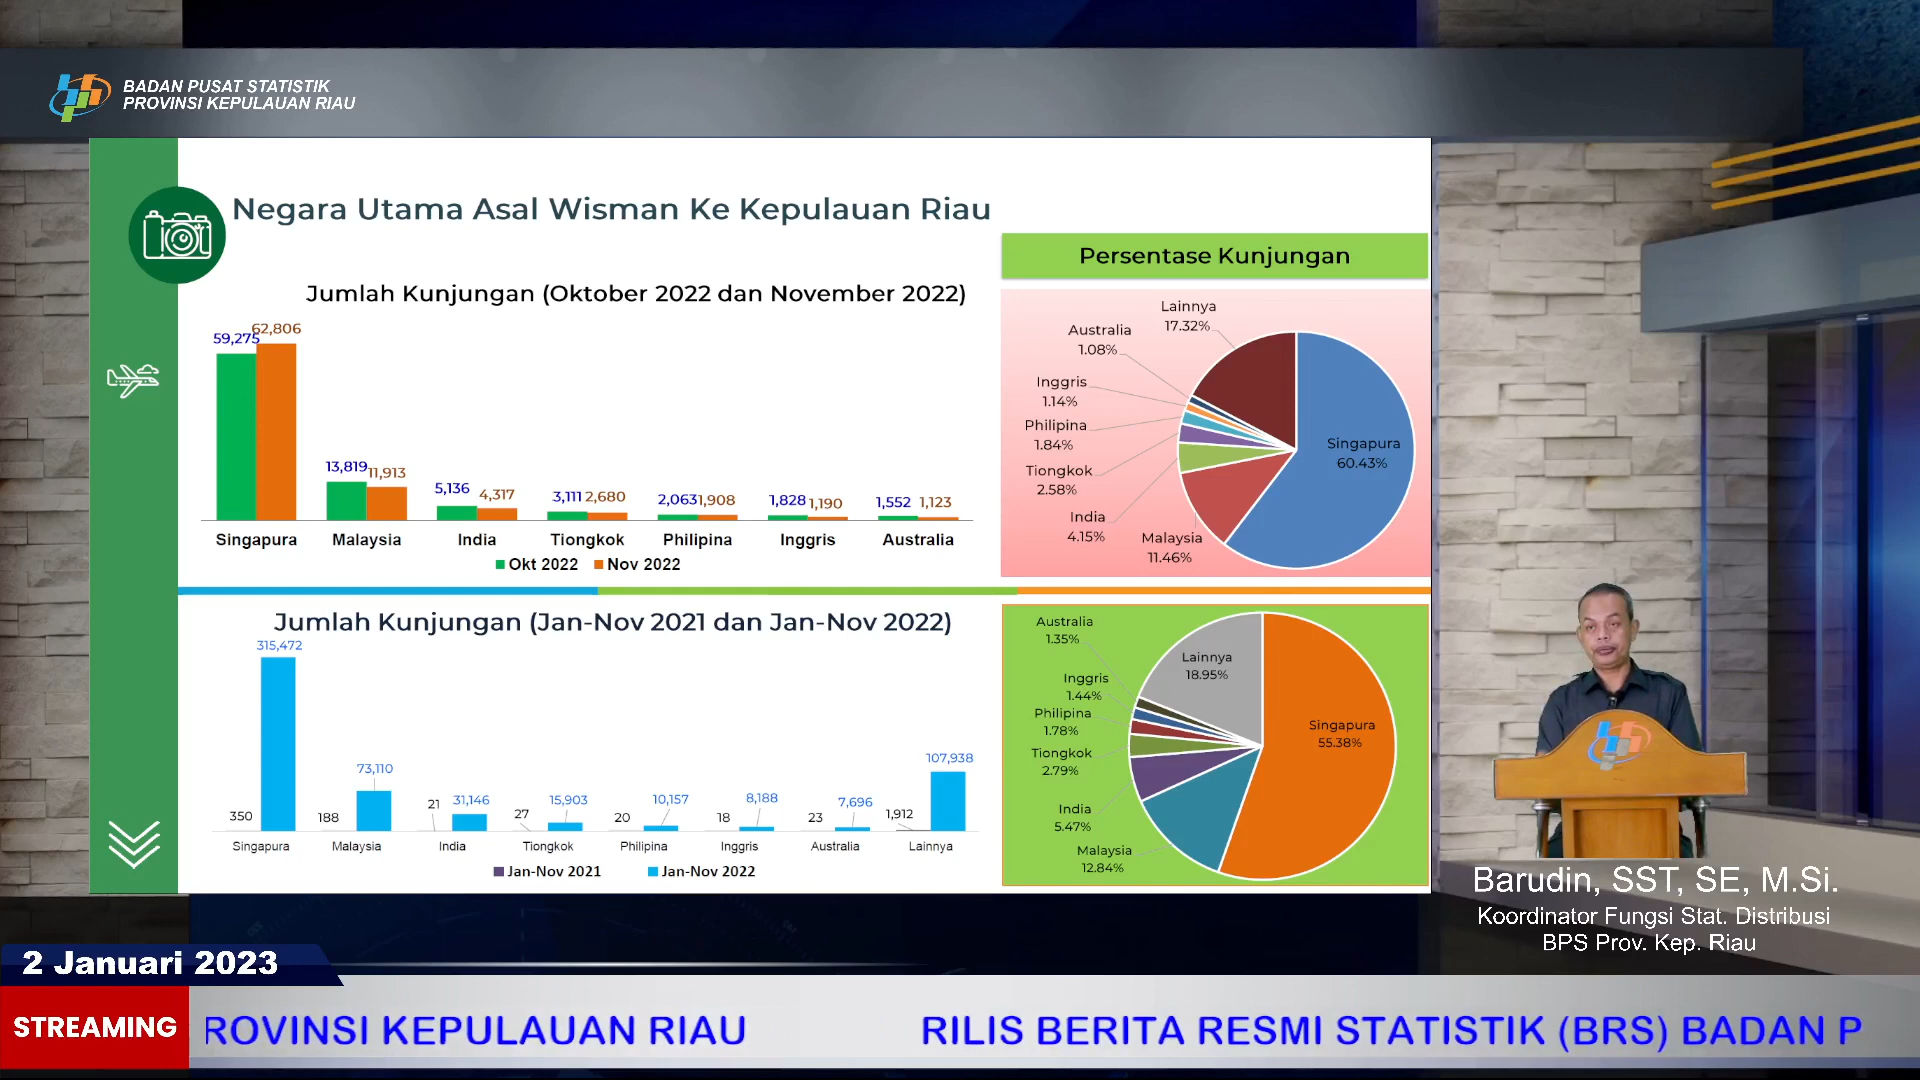 BADAN PUSAT STATISTIK
PROVINSI KEPULAUAN RIAU
Negara Utama Asal Wisman Ke Kepulauan Riau
Jumlah Kunjungan (Oktober 2022 dan November 2022)
59,275
62,806
13,819
11,913
5,136
4,317
3,111
2,680
2,063
1,908
1,828
1,190
1,552
1,123
Singapura
Malaysia
India
Tiongkok
Philipina
Inggris
Australia
Okt 2022
Nov 2022
Persentase Kunjungan
Lainnya
17.32%
Australia
1.08%
Inggris
1.14%
Philipina
1.84%
Tiongkok
2.58%
India
4.15%
Malaysia
11.46%
Singapura
60.43%
Jumlah Kunjungan (Jan-Nov 2021 dan Jan-Nov 2022)
350
315,472
188
73,110
21
31,146
27
15,903
20
10,157
18
8,188
23
7,696
1,912
107,938
Singapura
Malaysia
India
Tiongkok
Philipina
Inggris
Australia
Lainnya
Jan-Nov 2021
Jan-Nov 2022
Australia
1.35%
Lainnya
18.95%
Inggris
1.44%
Philipina
1.78%
Tiongkok
2.79%
India
5.47%
Malaysia
12.84%
Singapura
55.38%
Barudin, SST, SE, M.Si.
Koordinator Fungsi Stat. Distribusi
BPS Prov. Kep. Riau
2 Januari 2023
STREAMING
ROVINSI KEPULAUAN RIAU
RILIS BERITA RESMI STATISTIK (BRS) BADAN P